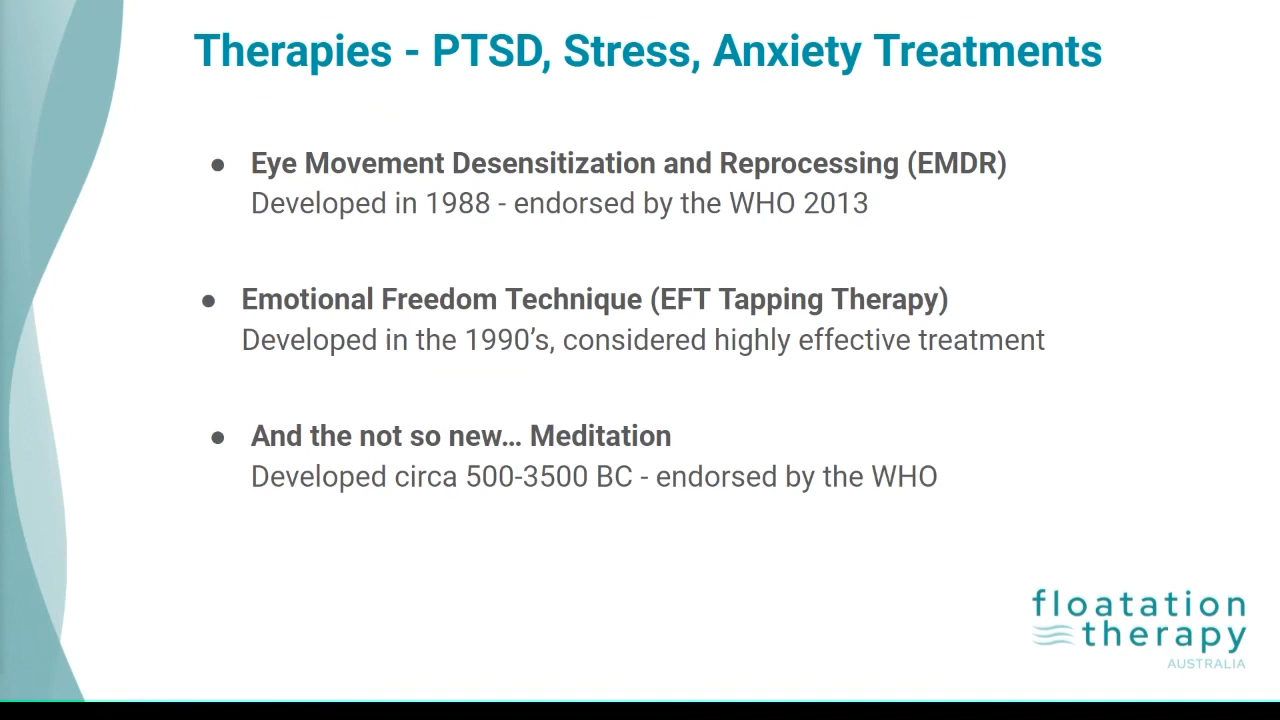 Therapies - PTSD, Stress, Anxiety Treatments
● Eye Movement Desensitization and Reprocessing (EMDR)
Developed in 1988 - endorsed by the WHO 2013
● Emotional Freedom Technique (EFT Tapping Therapy)
Developed in the 1990’s, considered highly effective treatment
● And the not so new… Meditation
Developed circa 500-3500 BC - endorsed by the WHO
floatation
therapy
AUSTRALIA